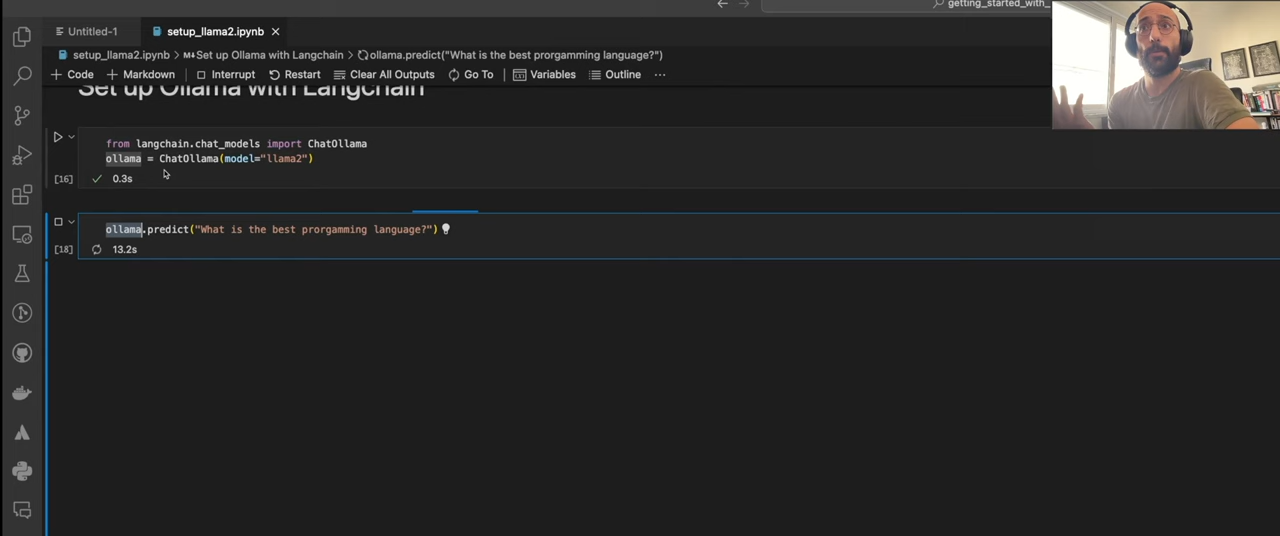 getting_started_with_
Untitled-1
setup_llama2.ipynb
setup_llama2.ipynb > M↓Set up Ollama with Langchain > ollama.predict("What is the best prorgamming language?")
+ Code + Markdown Interrupt Restart Clear All Outputs Go To Variables Outline ...
Set up Ollama with Langchain
from langchain.chat_models import ChatOllama
ollama = ChatOllama(model="llama2")
[16] 0.3s
ollama.predict("What is the best prorgamming language?")
[18] 13.2s